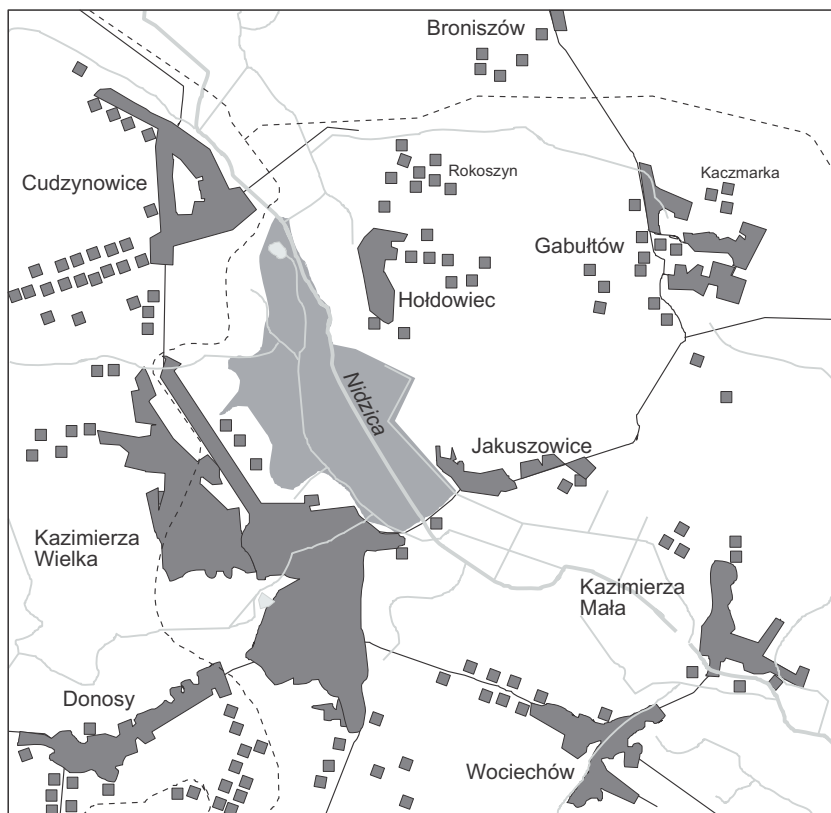 Broniszów
Rokoszyn
Kaczmarka
Cudzynowice
Gabułtów
Hołdowiec
Nidzica
Jakuszowice
Kazimierza
Wielka
Kazimierza
Mała
Donosy
Wociechów